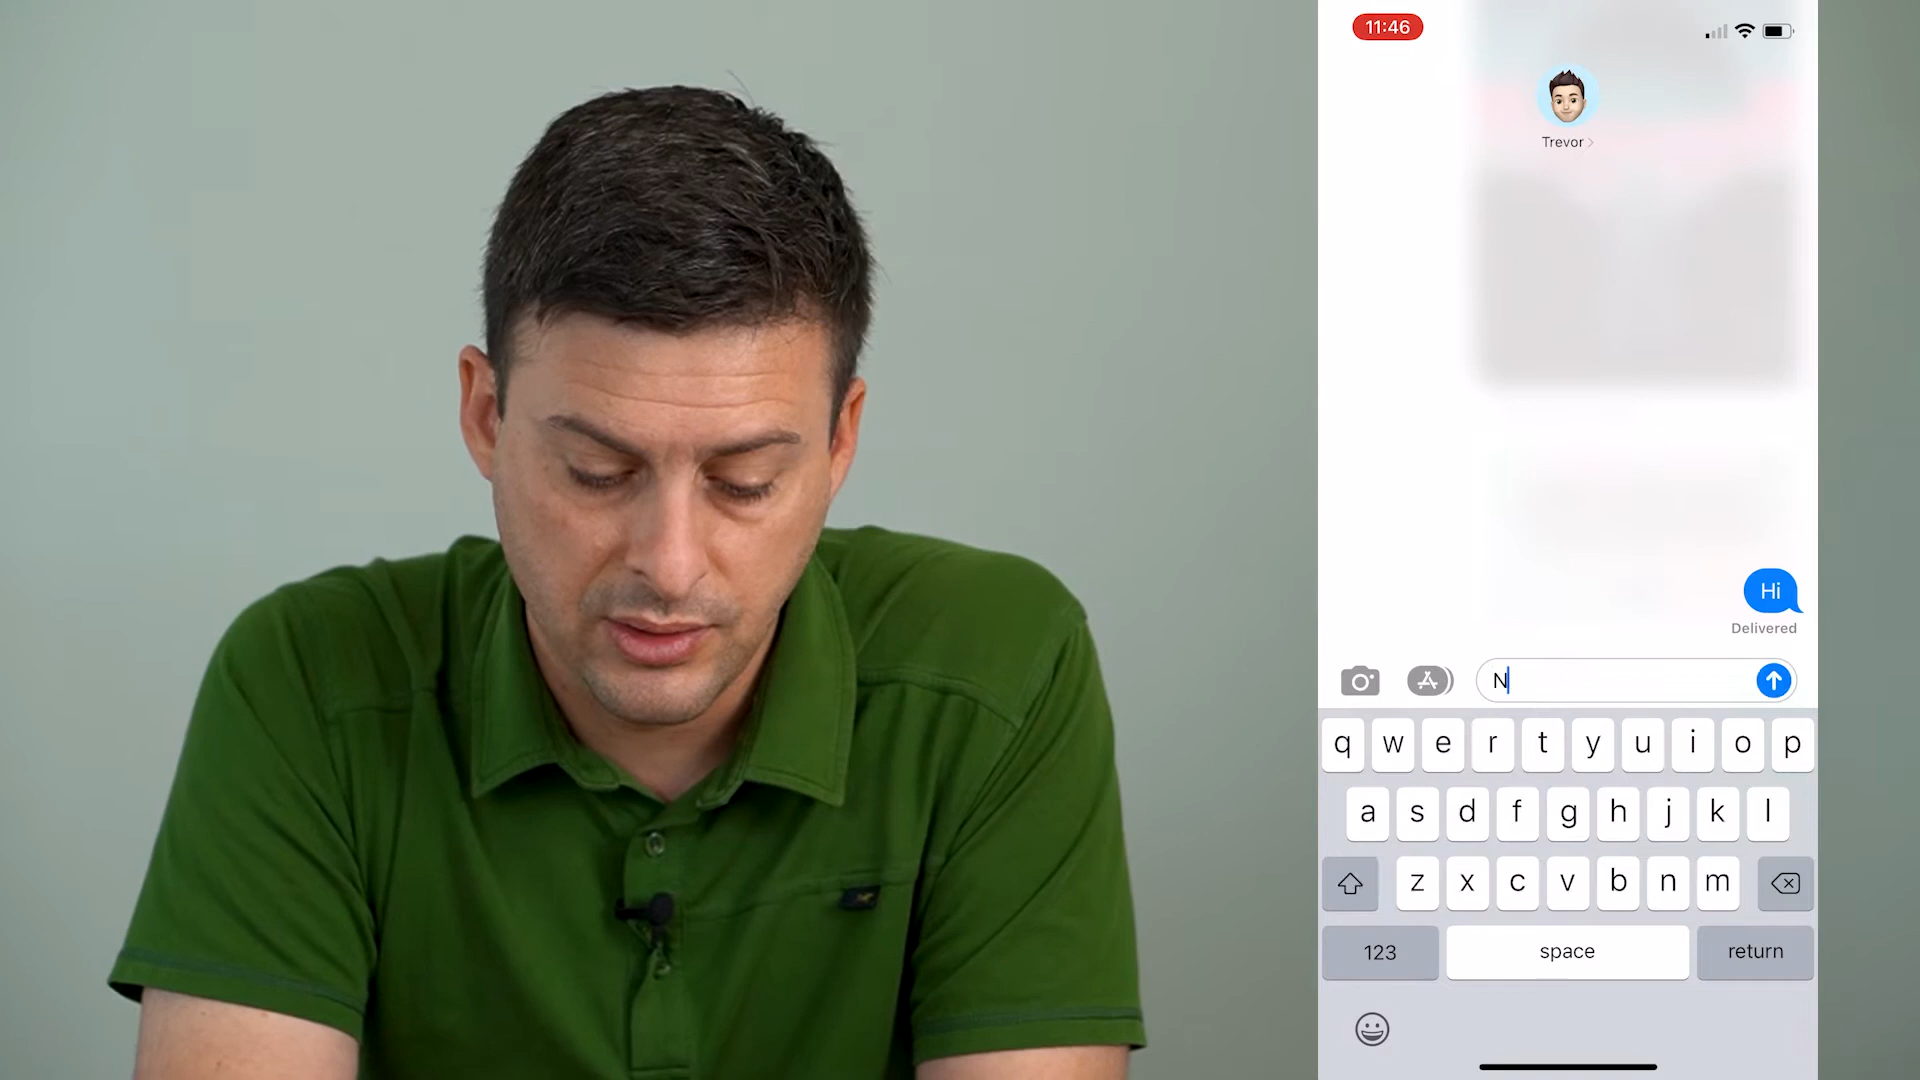 11:46
Trevor
Hi
Delivered
N
q w e r t y u i o p
a s d f g h j k l
z x c v b n m
123 space return